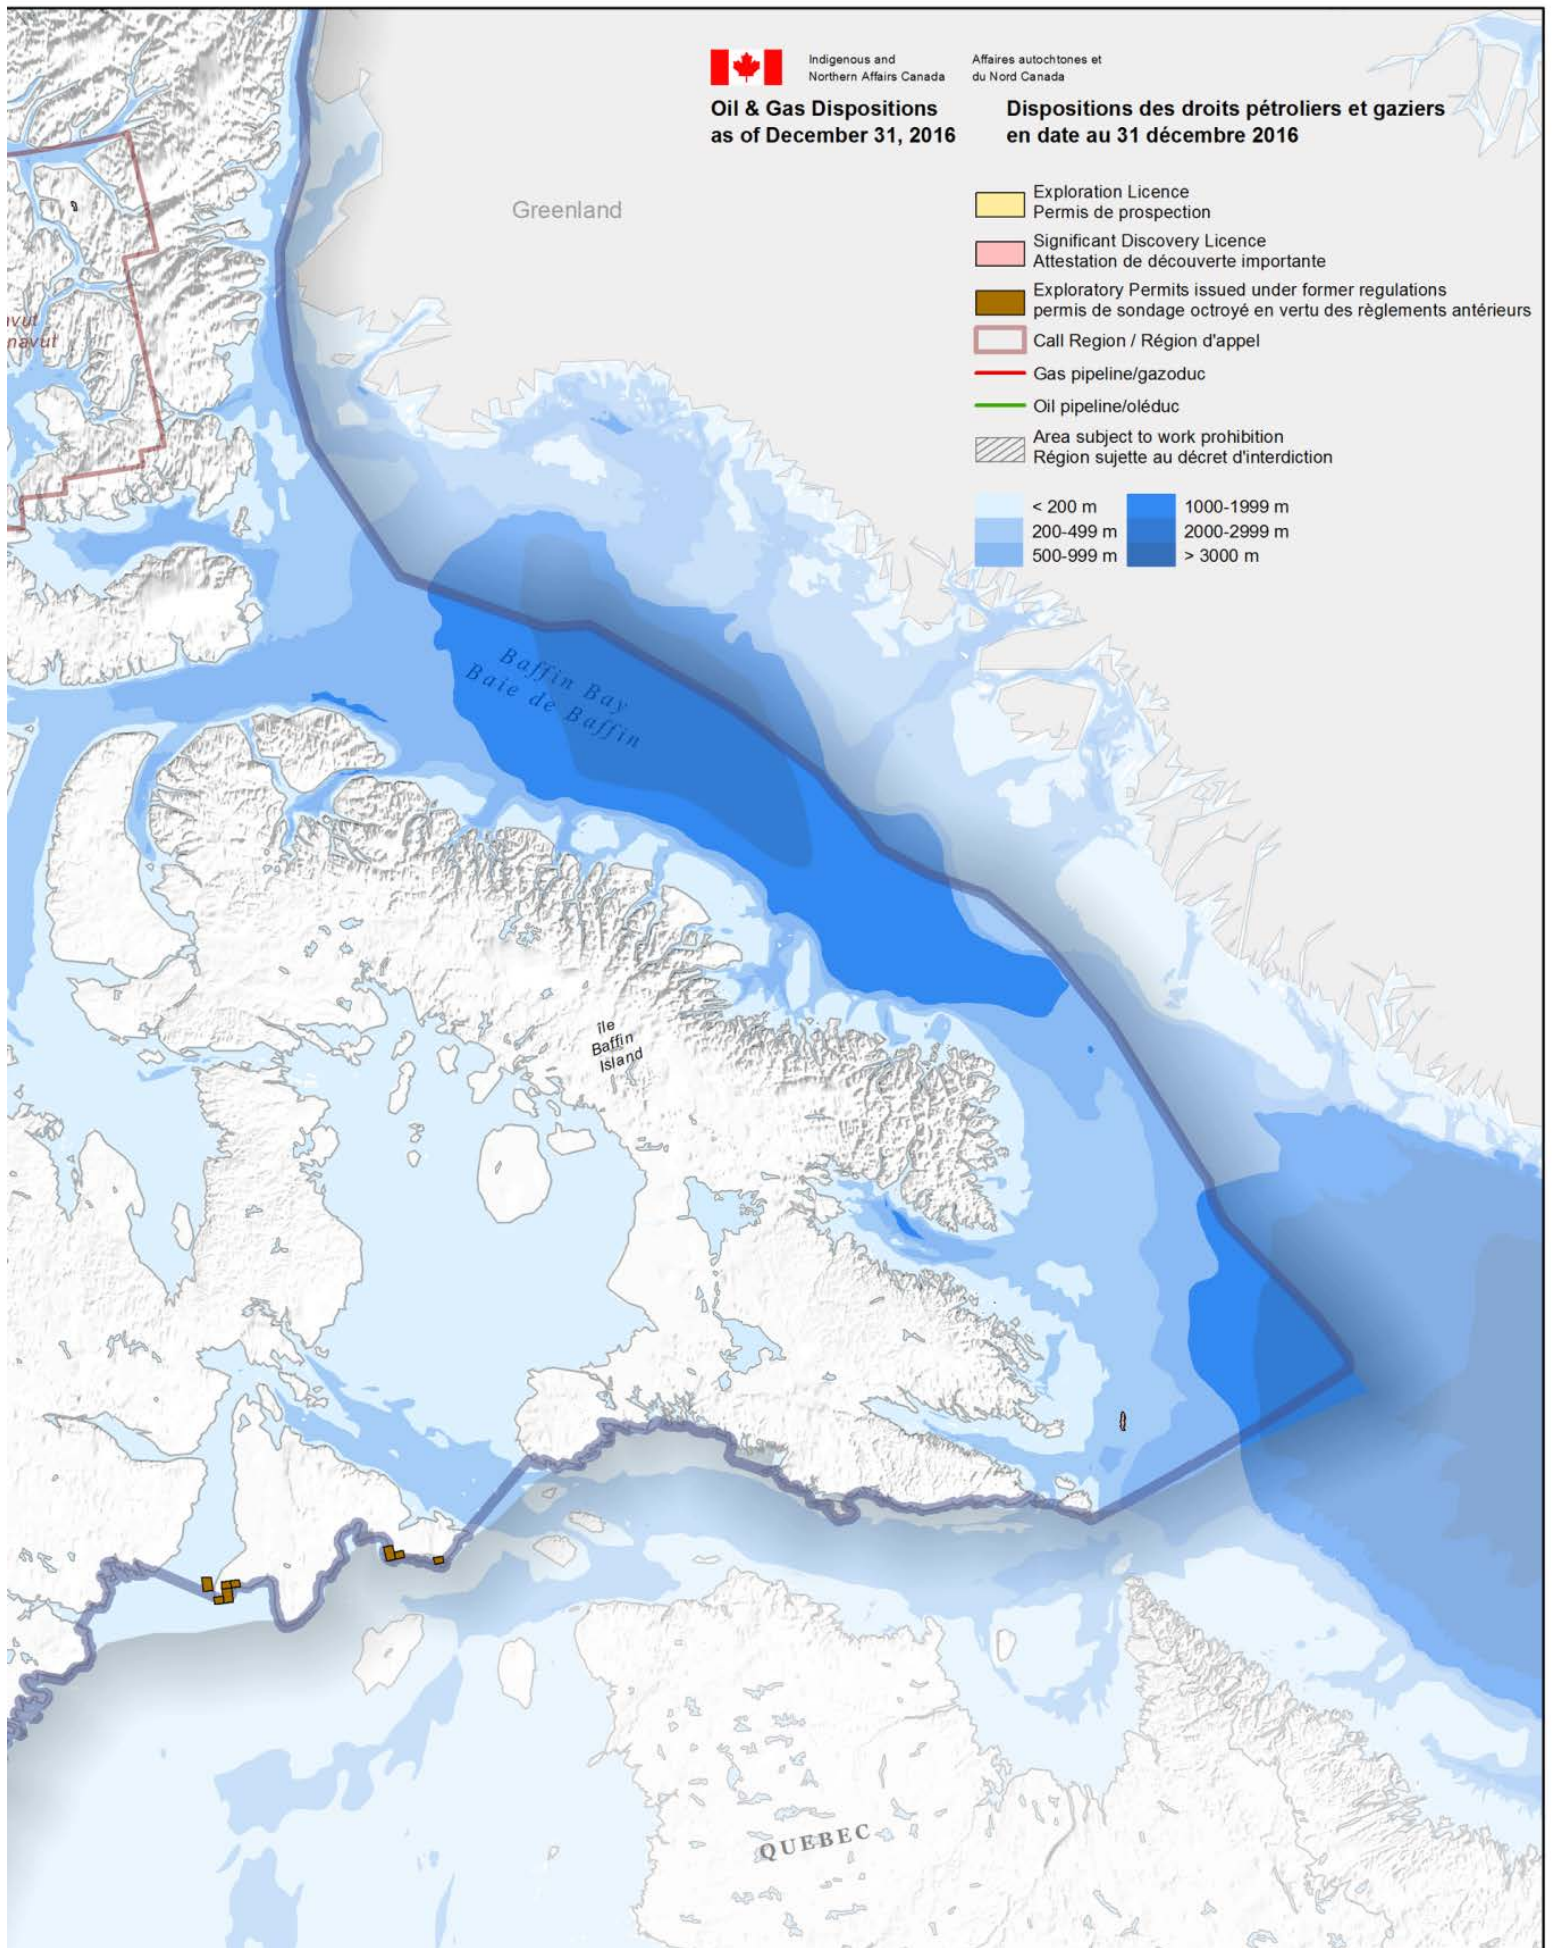 Indigenous and
Northern Affairs Canada
Affaires autochtones et
du Nord Canada
Oil & Gas Dispositions
as of December 31, 2016
Dispositions des droits pétroliers et gaziers
en date au 31 décembre 2016
Greenland
Exploration Licence
Permis de prospection
Significant Discovery Licence
Attestation de découverte importante
Exploratory Permits issued under former regulations
permis de sondage octroyé en vertu des règlements antérieurs
Call Region / Région d'appel
Gas pipeline/gazoduc
Oil pipeline/oléduc
Area subject to work prohibition
Région sujette au décret d'interdiction
< 200 m
200-499 m
500-999 m
1000-1999 m
2000-2999 m
> 3000 m
Baffin Bay
Baie de Baffin
île
Baffin
Island
QUEBEC